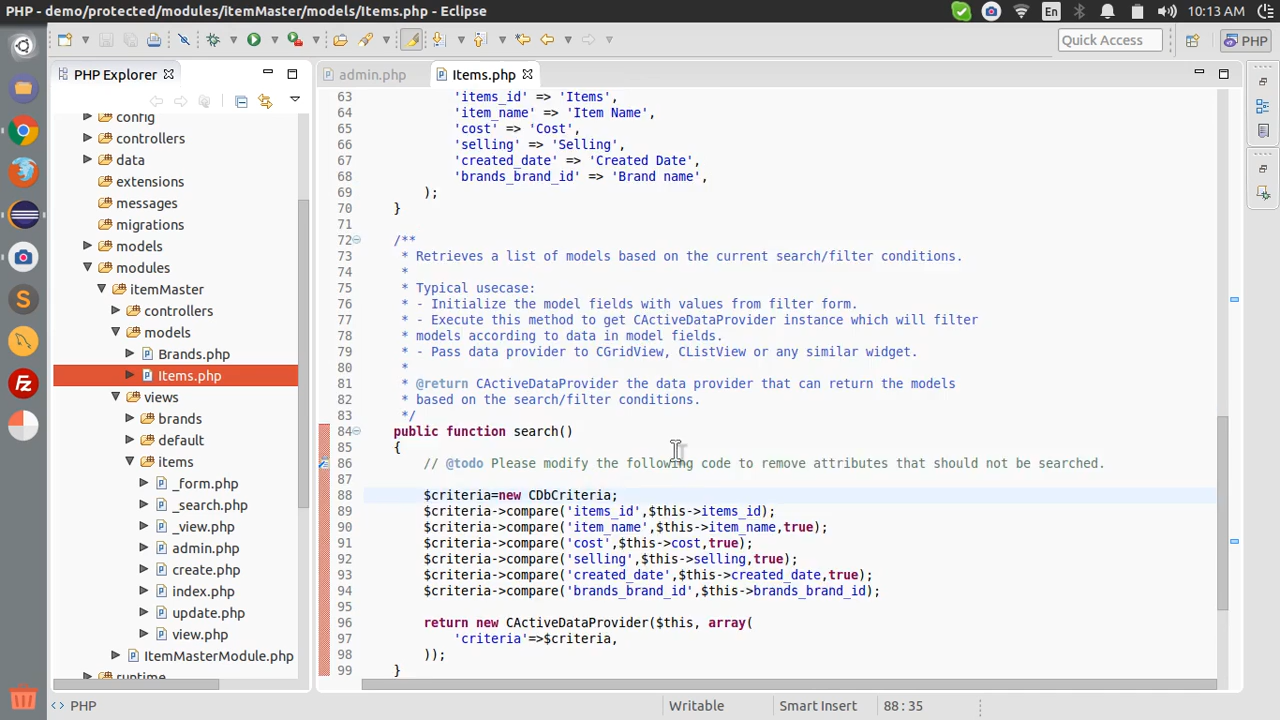 PHP - demo/protected/modules/itemMaster/models/Items.php - Eclipse
En
10:13 AM
Quick Access
PHP
PHP Explorer
config
controllers
data
extensions
messages
migrations
models
modules
itemMaster
controllers
models
Brands.php
Items.php
views
brands
default
items
_form.php
_search.php
_view.php
admin.php
create.php
index.php
update.php
view.php
ItemMasterModule.php
runtime
admin.php
Items.php
63 'items_id' => 'Items',
64 'item_name' => 'Item Name',
65 'cost' => 'Cost',
66 'selling' => 'Selling',
67 'created_date' => 'Created Date',
68 'brands_brand_id' => 'Brand name',
69 );
70 }
71
72 /**
73 * Retrieves a list of models based on the current search/filter conditions.
74 *
75 * Typical usecase:
76 * - Initialize the model fields with values from filter form.
77 * - Execute this method to get CActiveDataProvider instance which will filter
78 * models according to data in model fields.
79 * - Pass data provider to CGridView, CListView or any similar widget.
80 *
81 * @return CActiveDataProvider the data provider that can return the models
82 * based on the search/filter conditions.
83 */
84 public function search()
85 {
86 // @todo Please modify the following code to remove attributes that should not be searched.
87
88 $criteria=new CDbCriteria;
89 $criteria->compare('items_id',$this->items_id);
90 $criteria->compare('item_name',$this->item_name,true);
91 $criteria->compare('cost',$this->cost,true);
92 $criteria->compare('selling',$this->selling,true);
93 $criteria->compare('created_date',$this->created_date,true);
94 $criteria->compare('brands_brand_id',$this->brands_brand_id);
95
96 return new CActiveDataProvider($this, array(
97 'criteria'=>$criteria,
98 ));
99 }
PHP
Writable
Smart Insert
88 : 35